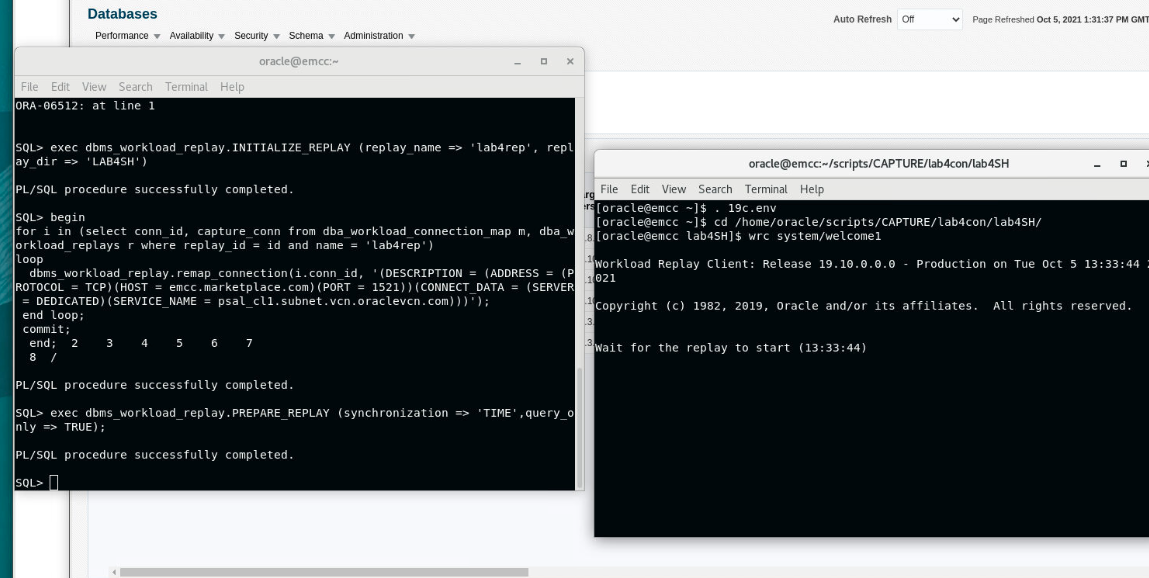 Databases
Auto Refresh Off Page Refreshed Oct 5, 2021 1:31:37 PM GMT
Performance Availability Security Schema Administration
oracle@emcc:~
File Edit View Search Terminal Help
ORA-06512: at line 1
SQL> exec dbms_workload_replay.INITIALIZE_REPLAY (replay_name => 'lab4rep', repl
ay_dir => 'LAB4SH')
PL/SQL procedure successfully completed.
SQL> begin
for i in (select conn_id, capture_conn from dba_workload_connection_map m, dba_w
orkload_replays r where replay_id = id and name = 'lab4rep')
loop
  dbms_workload_replay.remap_connection(i.conn_id, '(DESCRIPTION = (ADDRESS = (P
ROTOCOL = TCP)(HOST = emcc.marketplace.com)(PORT = 1521))(CONNECT_DATA = (SERVER
 = DEDICATED)(SERVICE_NAME = psal_cl1.subnet.vcn.oraclevcn.com)))');
 end loop;
 commit;
  end;  2    3    4    5    6    7
  8  /
PL/SQL procedure successfully completed.
SQL> exec dbms_workload_replay.PREPARE_REPLAY (synchronization => 'TIME',query_o
nly => TRUE);
PL/SQL procedure successfully completed.
SQL>
oracle@emcc:~/scripts/CAPTURE/lab4con/lab4SH
File Edit View Search Terminal Help
[oracle@emcc ~]$ . 19c.env
[oracle@emcc ~]$ cd /home/oracle/scripts/CAPTURE/lab4con/lab4SH/
[oracle@emcc lab4SH]$ wrc system/welcome1
Workload Replay Client: Release 19.10.0.0.0 - Production on Tue Oct 5 13:33:44 2
021
Copyright (c) 1982, 2019, Oracle and/or its affiliates.  All rights reserved.
Wait for the replay to start (13:33:44)